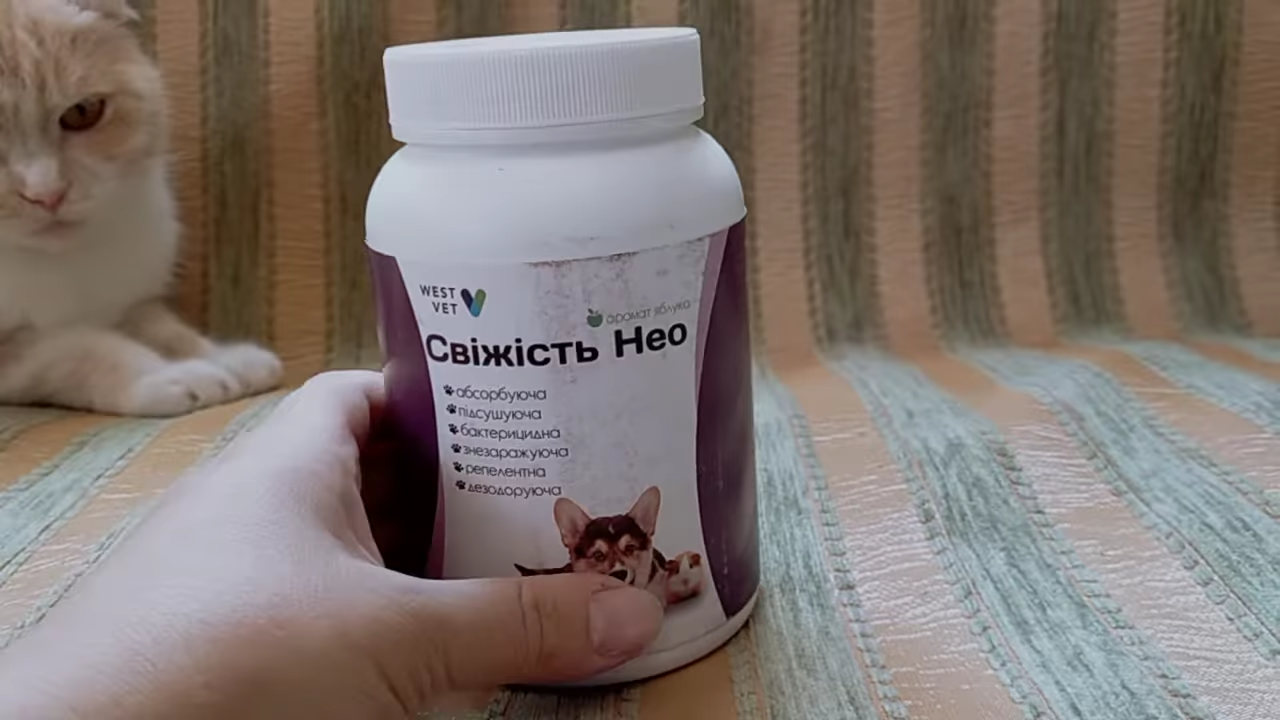 WEST
VET
аромат яблука
Свіжість Нео
абсорбуюча
підсушуюча
бактерицидна
знезаражуюча
репелентна
дезодоруюча